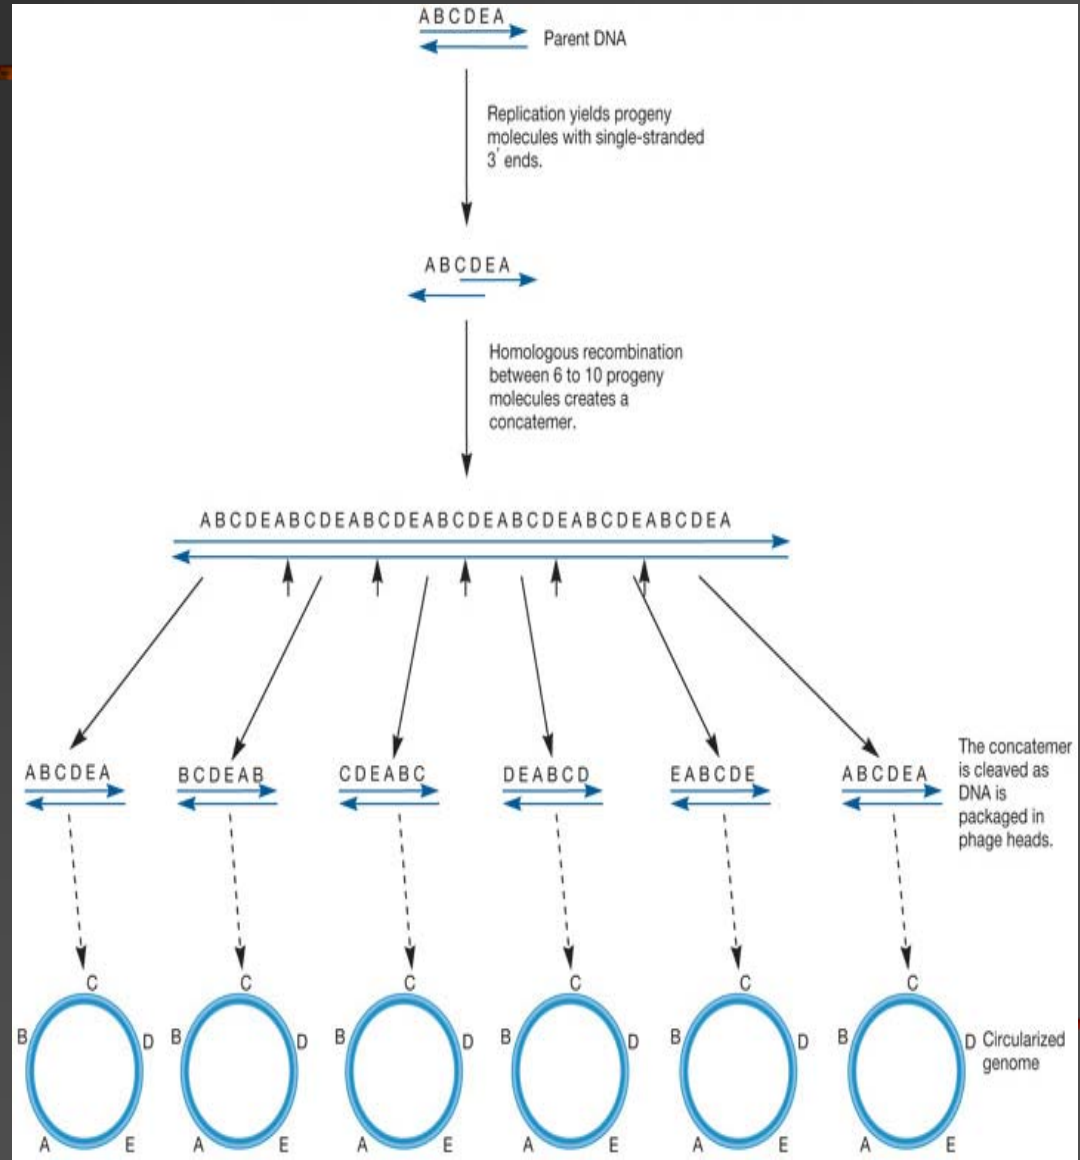 ABCDEA
Parent DNA
Replication yields progeny
molecules with single-stranded
3' ends.
ABCDEA
Homologous recombination
between 6 to 10 progeny
molecules creates a
concatemer.
ABCDEABCDEABCDEABCDEABCDEABCDEABCDEA
ABCDEA
BCDEAB
CDEABC
DEABCD
EABCDE
ABCDEA
The concatemer
is cleaved as
DNA is
packaged in
phage heads.
C
B
D
A
E
C
B
D
A
E
C
B
D
A
E
C
B
D
A
E
C
B
D
A
E
C
B
D
A
E
Circularized
genome